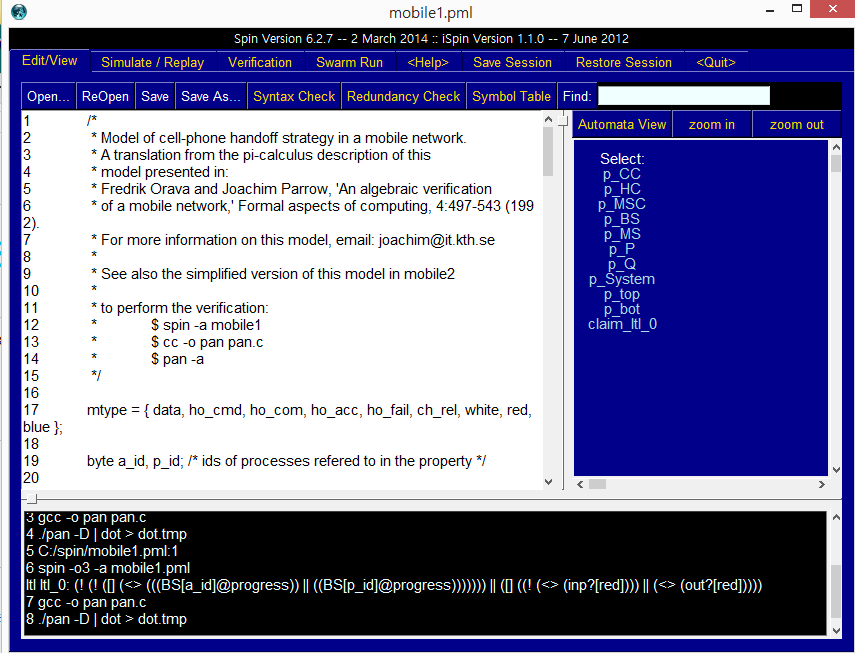 mobile1.pml
Spin Version 6.2.7 -- 2 March 2014 :: iSpin Version 1.1.0 -- 7 June 2012
Edit/View Simulate / Replay Verification Swarm Run <Help> Save Session Restore Session <Quit>
Open... ReOpen Save Save As... Syntax Check Redundancy Check Symbol Table Find:
1 /*
2 * Model of cell-phone handoff strategy in a mobile network.
3 * A translation from the pi-calculus description of this
4 * model presented in:
5 * Fredrik Orava and Joachim Parrow, 'An algebraic verification
6 * of a mobile network,' Formal aspects of computing, 4:497-543 (199
2).
7 * For more information on this model, email: joachim@it.kth.se
8 *
9 * See also the simplified version of this model in mobile2
10 *
11 * to perform the verification:
12 * $ spin -a mobile1
13 * $ cc -o pan pan.c
14 * $ pan -a
15 */
16
17 mtype = { data, ho_cmd, ho_com, ho_acc, ho_fail, ch_rel, white, red,
blue };
18
19 byte a_id, p_id; /* ids of processes refered to in the property */
20
Automata View zoom in zoom out
Select:
p_CC
p_HC
p_MSC
p_BS
p_MS
p_P
p_Q
p_System
p_top
p_bot
claim_ltl_0
3 gcc -o pan pan.c
4 ./pan -D | dot > dot.tmp
5 C:/spin/mobile1.pml:1
6 spin -o3 -a mobile1.pml
ltl ltl_0: (! (! ([] (<> (((BS[a_id]@progress)) || ((BS[p_id]@progress))))))) || ([] ((! (<> (inp?[red]))) || (<> (out?[red]))))
7 gcc -o pan pan.c
8 ./pan -D | dot > dot.tmp